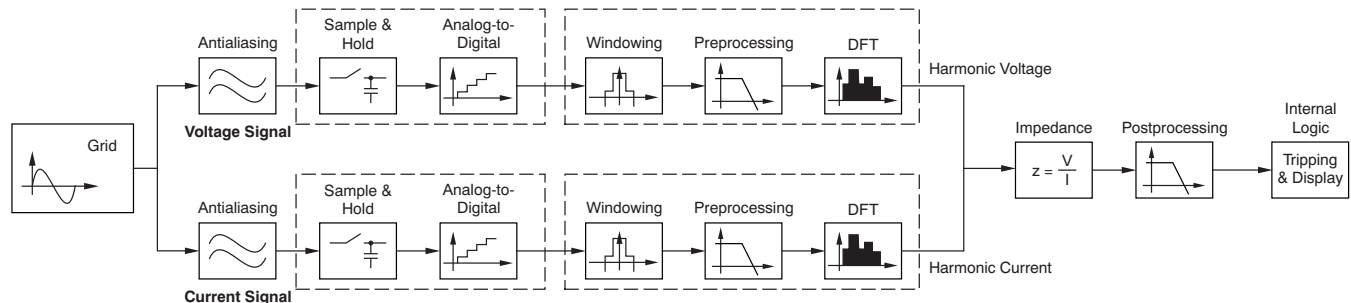 Grid
Antialiasing
Voltage Signal
Sample &
Hold
Analog-to-
Digital
Windowing
Preprocessing
DFT
Harmonic Voltage
Antialiasing
Current Signal
Sample &
Hold
Analog-to-
Digital
Windowing
Preprocessing
DFT
Harmonic Current
Impedance
z = V
I
Postprocessing
Internal
Logic
Tripping
& Display